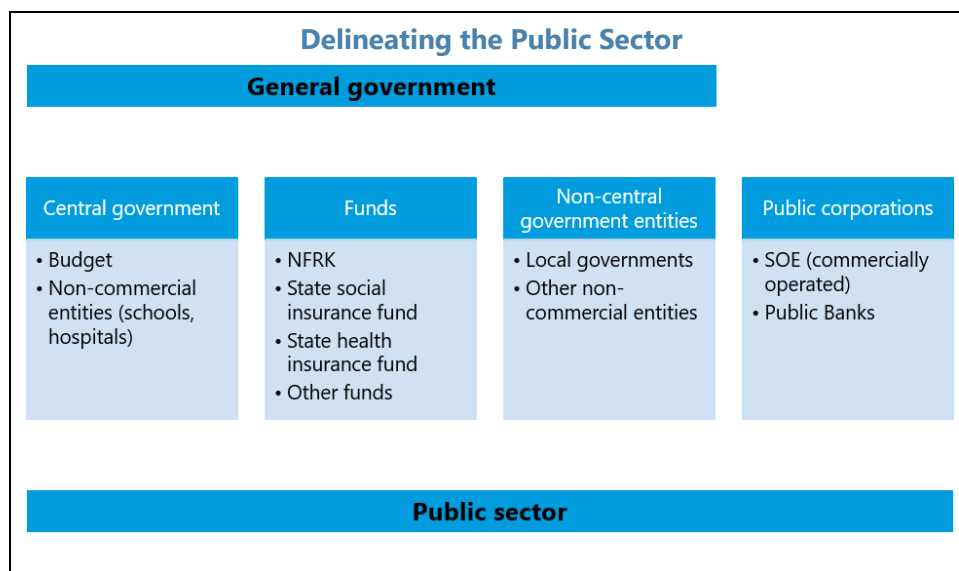 Delineating the Public Sector
General government
Central government
• Budget
• Non-commercial
entities (schools,
hospitals)
Funds
• NFRK
• State social
insurance fund
• State health
insurance fund
• Other funds
Non-central
government entities
• Local governments
• Other non-
commercial entities
Public corporations
• SOE (commercially
operated)
• Public Banks
Public sector